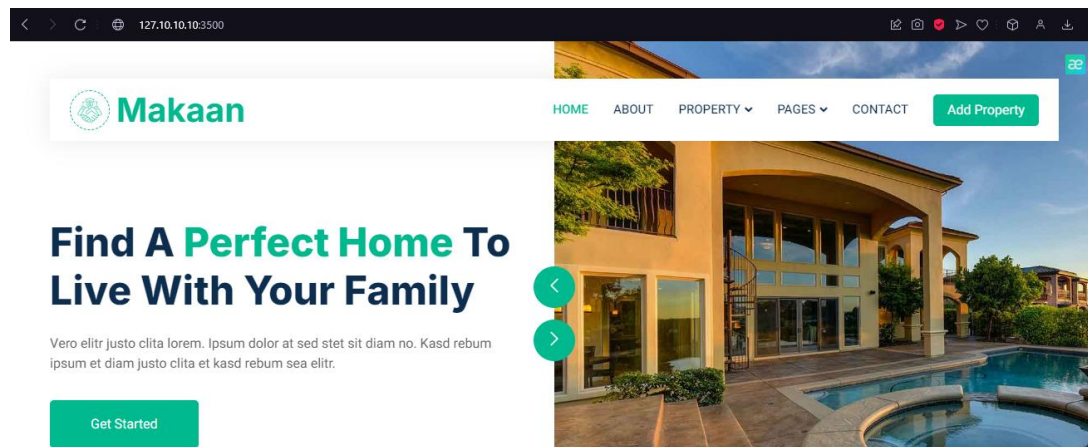 127.10.10.10:3500
æ
Makaan
HOME ABOUT PROPERTY PAGES CONTACT Add Property
Find A Perfect Home To
Live With Your Family
Vero elitr justo clita lorem. Ipsum dolor at sed stet sit diam no. Kasd rebum
ipsum et diam justo clita et kasd rebum sea elitr.
Get Started